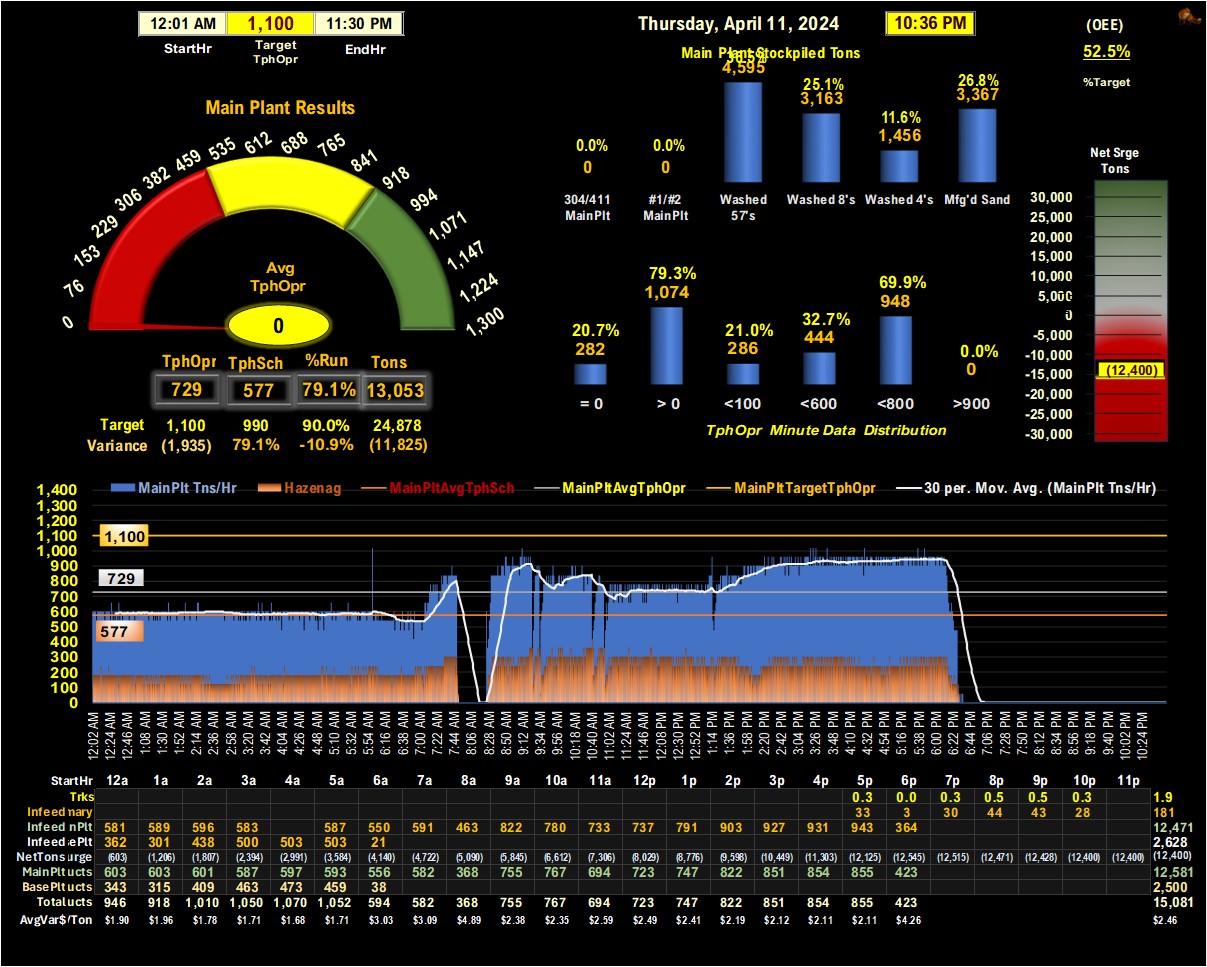 12:01 AM 1,100 11:30 PM
StartHr Target TphOpr EndHr
Thursday, April 11, 2024 10:36 PM
(OEE)
52.5%
%Target
Main Plant Stockpiled Tons
4,595 25.1% 3,163 11.6% 1,456 26.8% 3,367
0.0% 0.0%
0 0
304/411 MainPlt #1/#2 MainPlt Washed 57's Washed 8's Washed 4's Mfg'd Sand
Main Plant Results
0 76 153 229 306 382 459 535 612 688 765 841 918 994 1,071 1,147 1,224 1,300
Avg
TphOpr
0
TphOpr TphSch %Run Tons
729 577 79.1% 13,053
Target 1,100 990 90.0% 24,878
Variance (1,935) 79.1% -10.9% (11,825)
20.7% 79.3% 21.0% 32.7% 69.9% 0.0%
282 1,074 286 444 948 0
= 0 > 0 <100 <600 <800 >900
TphOpr Minute Data Distribution
Net Srge
Tons
30,000
25,000
20,000
15,000
10,000
5,000
0
-5,000
-10,000
(12,400)
-15,000
-20,000
-25,000
-30,000
MainPlt Tns/Hr Hazenag MainPltAvgTphSch MainPltAvgTphOpr MainPltTargetTphOpr 30 per. Mov. Avg. (MainPlt Tns/Hr)
1,400
1,300
1,200
1,100
1,000
900
800
700
600
500
400
300
200
100
0
1,100
729
577
12:02 AM 12:24 AM 12:46 AM 1:08 AM 1:30 AM 1:52 AM 2:14 AM 2:36 AM 2:58 AM 3:20 AM 3:42 AM 4:04 AM 4:26 AM 4:48 AM 5:10 AM 5:32 AM 5:54 AM 6:16 AM 6:38 AM 7:00 AM 7:22 AM 7:44 AM 8:06 AM 8:28 AM 8:50 AM 9:12 AM 9:34 AM 9:56 AM 10:18 AM 10:40 AM 11:02 AM 11:24 AM 11:46 AM 12:08 PM 12:30 PM 12:52 PM 1:14 PM 1:36 PM 1:58 PM 2:20 PM 2:42 PM 3:04 PM 3:26 PM 3:48 PM 4:10 PM 4:32 PM 4:54 PM 5:16 PM 5:38 PM 6:00 PM 6:22 PM 6:44 PM 7:06 PM 7:28 PM 7:50 PM 8:12 PM 8:34 PM 8:56 PM 9:18 PM 9:40 PM 10:02 PM 10:24 PM
StartHr 12a 1a 2a 3a 4a 5a 6a 7a 8a 9a 10a 11a 12p 1p 2p 3p 4p 5p 6p 7p 8p 9p 10p 11p
Trks 0.3 0.0 0.3 0.5 0.5 0.3 1.9
Infeed mary 33 3 30 44 43 28 181
Infeed nPlt 581 589 596 583 587 550 591 463 822 780 733 737 791 903 927 931 943 364 12,471
Infeed ePlt 362 301 438 500 503 503 21 2,628
NetTons urge (603) (1,206) (1,807) (2,394) (2,991) (3,584) (4,140) (4,722) (5,090) (5,845) (6,612) (7,306) (8,029) (8,776) (9,598) (10,449) (11,303) (12,125) (12,545) (12,515) (12,471) (12,428) (12,400) (12,400) (12,400)
MainPlt ucts 603 603 601 587 597 593 556 582 368 755 767 694 723 747 822 851 854 855 423 12,581
BasePlt ucts 343 315 409 463 473 459 38 2,500
Total ucts 946 918 1,010 1,050 1,070 1,052 594 582 368 755 767 694 723 747 822 851 854 855 423 15,081
AvgVar$/Ton $1.90 $1.96 $1.78 $1.71 $1.68 $1.71 $3.03 $3.09 $4.89 $2.38 $2.35 $2.59 $2.49 $2.41 $2.19 $2.12 $2.11 $2.11 $4.26 $2.46